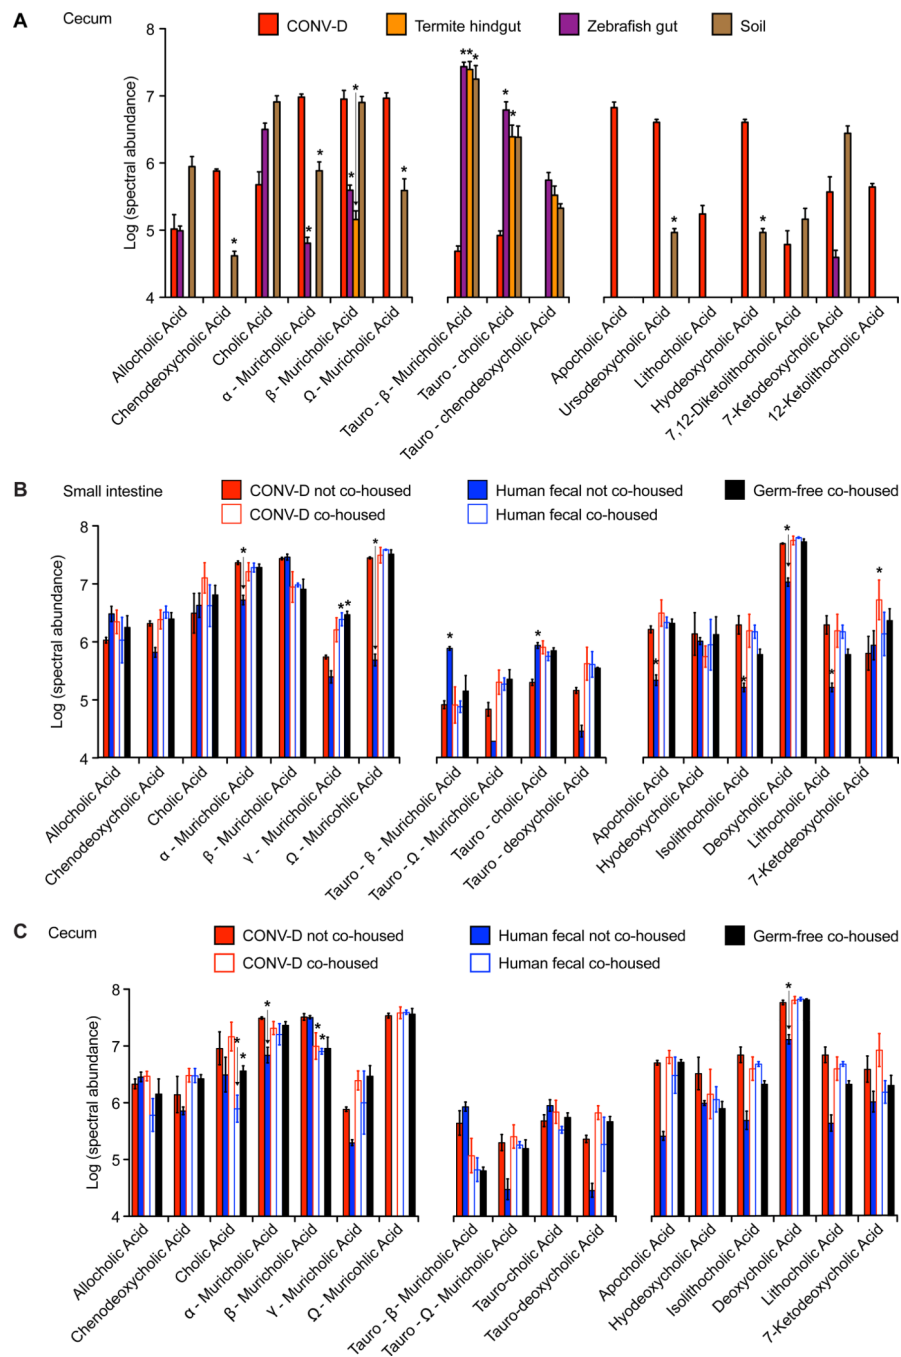 A Cecum
CONV-D Termite hindgut Zebrafish gut Soil
Log (spectral abundance)
8
7
6
5
4
* * * * * * * * ** * * * * *
Allocholic Acid
Chenodeoxycholic Acid
Cholic Acid
α - Muricholic Acid
β - Muricholic Acid
Ω - Muricholic Acid
Tauro - β - Muricholic Acid
Tauro - cholic Acid
Tauro - chenodeoxycholic Acid
Apocholic Acid
Ursodeoxycholic Acid
Lithocholic Acid
Hyodeoxycholic Acid
7,12-Diketolithocholic Acid
7-Ketodeoxycholic Acid
12-Ketolithocholic Acid
B Small intestine
CONV-D not co-housed Human fecal not co-housed Germ-free co-housed
CONV-D co-housed Human fecal co-housed
Log (spectral abundance)
8
7
6
5
4
* * * * * * * * * * *
Allocholic Acid
Chenodeoxycholic Acid
Cholic Acid
α - Muricholic Acid
β - Muricholic Acid
γ - Muricholic Acid
Ω - Muricohlic Acid
Tauro - β - Muricholic Acid
Tauro - Ω - Muricholic Acid
Tauro - cholic Acid
Tauro - deoxycholic Acid
Apocholic Acid
Hyodeoxycholic Acid
Isolithocholic Acid
Deoxycholic Acid
Lithocholic Acid
7-Ketodeoxycholic Acid
C Cecum
CONV-D not co-housed Human fecal not co-housed Germ-free co-housed
CONV-D co-housed Human fecal co-housed
Log (spectral abundance)
8
7
6
5
4
* * * * * *
Allocholic Acid
Chenodeoxycholic Acid
Cholic Acid
α - Muricholic Acid
β - Muricholic Acid
γ - Muricholic Acid
Ω - Muricohlic Acid
Tauro - β- Muricholic Acid
Tauro - Ω - Muricholic Acid
Tauro-cholic Acid
Tauro-deoxycholic Acid
Apocholic Acid
Hyodeoxycholic Acid
Isolithocholic Acid
Deoxycholic Acid
Lithocholic Acid
7-Ketodeoxycholic Acid